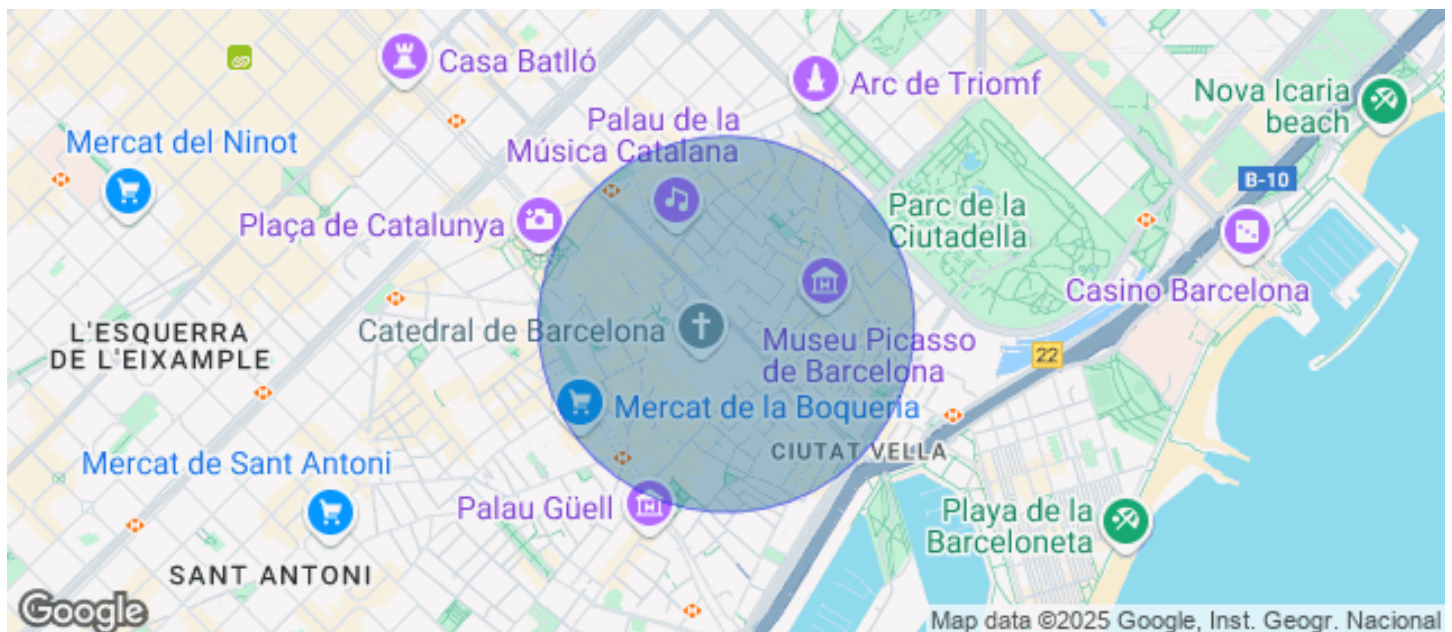 Casa Batlló
Arc de Triomf
Nova Icaria
beach
Mercat del Ninot
Palau de la
Música Catalana
B-10
Plaça de Catalunya
Parc de la
Ciutadella
Casino Barcelona
L'ESQUERRA
DE L'EIXAMPLE
Catedral de Barcelona
Museu Picasso
de Barcelona
22
Mercat de la Boqueria
CIUTAT VELLA
Mercat de Sant Antoni
Palau Güell
Playa de la
Barceloneta
SANT ANTONI
Google
Map data ©2025 Google, Inst. Geogr. Nacional